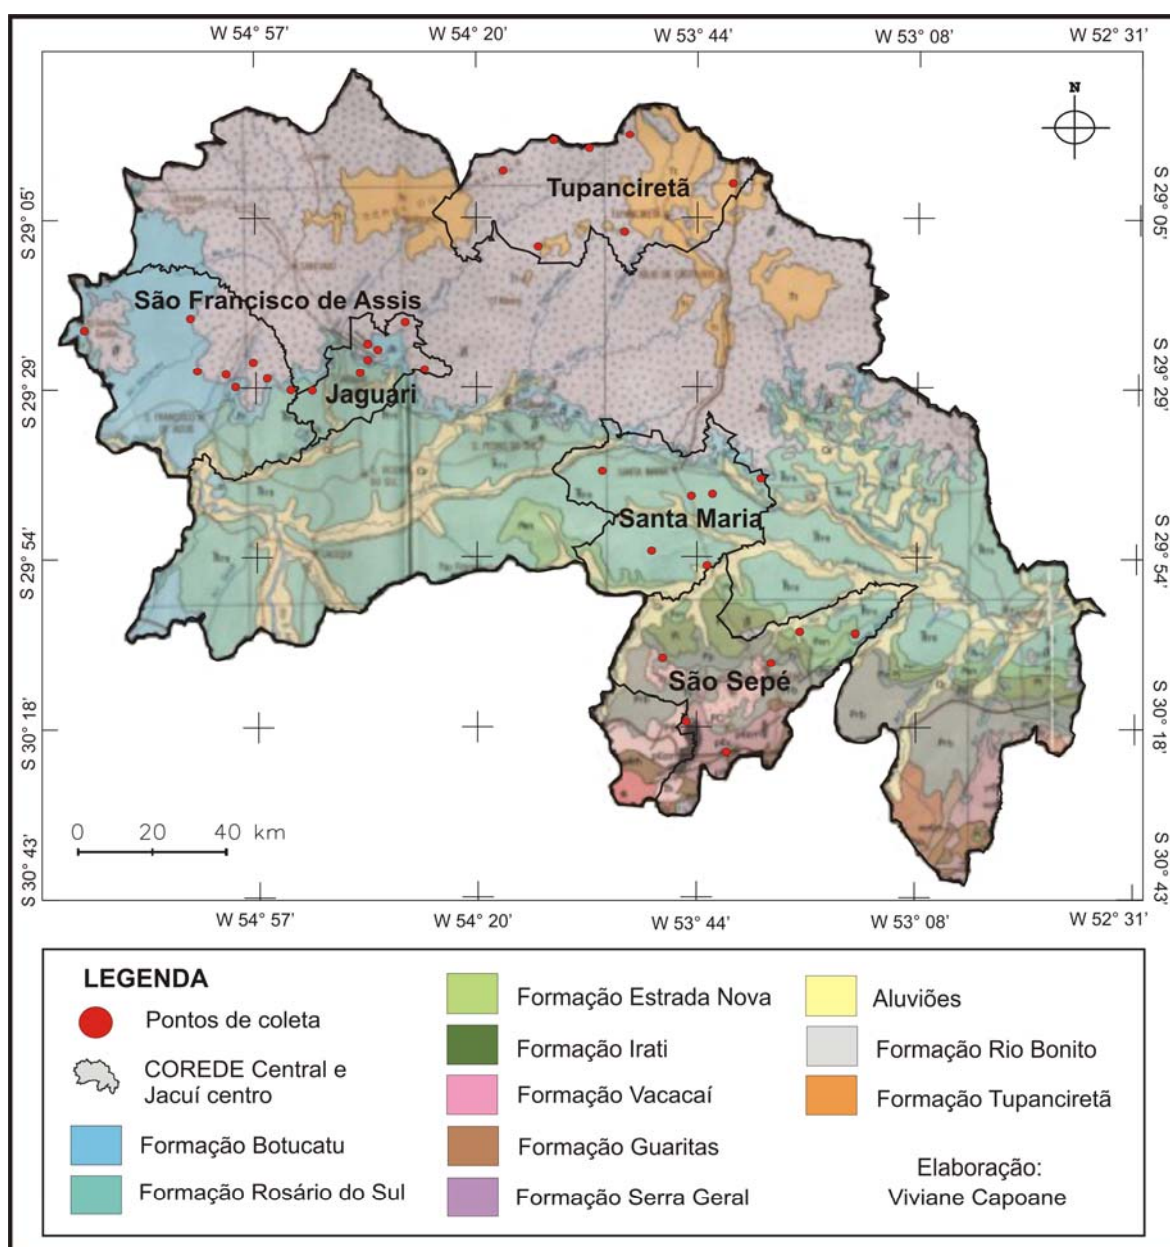 W 54° 57' W 54° 20' W 53° 44' W 53° 08' W 52° 31'
N
S 29° 05' S 29° 05'
Tupanciretã
São Francisco de Assis
Jaguari
S 29° 29' S 29° 29'
Santa Maria
S 29° 54' S 29° 54'
São Sepé
S 30° 18' S 30° 18'
0 20 40 km
S 30° 43' S 30° 43'
W 54° 57' W 54° 20' W 53° 44' W 53° 08' W 52° 31'
LEGENDA
Pontos de coleta
COREDE Central e
Jacuí centro
Formação Botucatu
Formação Rosário do Sul
Formação Estrada Nova
Formação Irati
Formação Vacacaí
Formação Guaritas
Formação Serra Geral
Aluviões
Formação Rio Bonito
Formação Tupanciretã
Elaboração:
Viviane Capoane